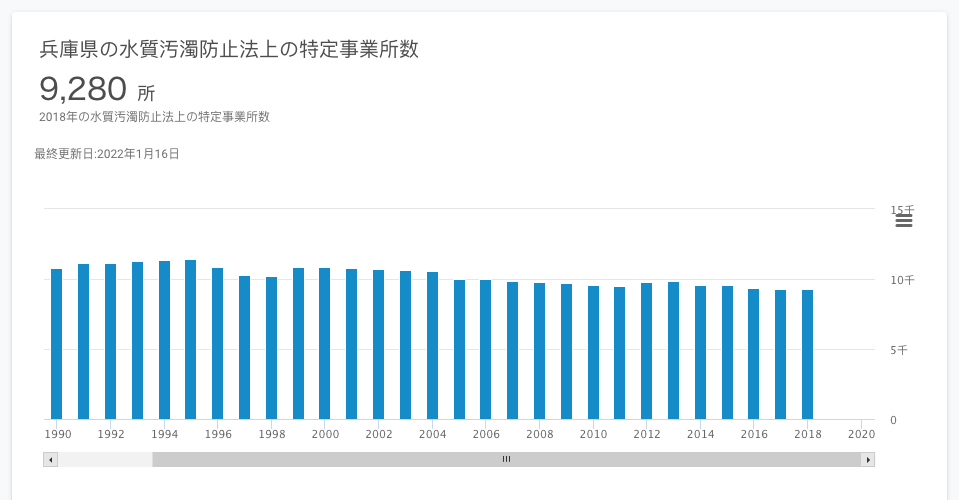 兵庫県の水質汚濁防止法上の特定事業所数
9,280 所
2018年の水質汚濁防止法上の特定事業所数
最終更新日:2022年1月16日
15千
10千
5千
0
1990 1992 1994 1996 1998 2000 2002 2004 2006 2008 2010 2012 2014 2016 2018 2020